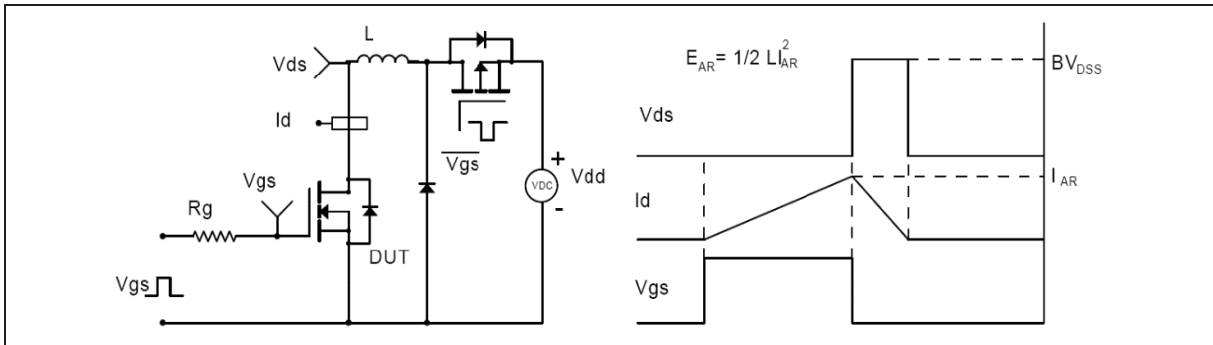 L
Vds
Id
Vgs
Vgs
Rg
DUT
Vgs
+
VDC
Vdd
-
E_AR = 1/2 LI_AR^2
BV_DSS
Vds
I_AR
Id
Vgs